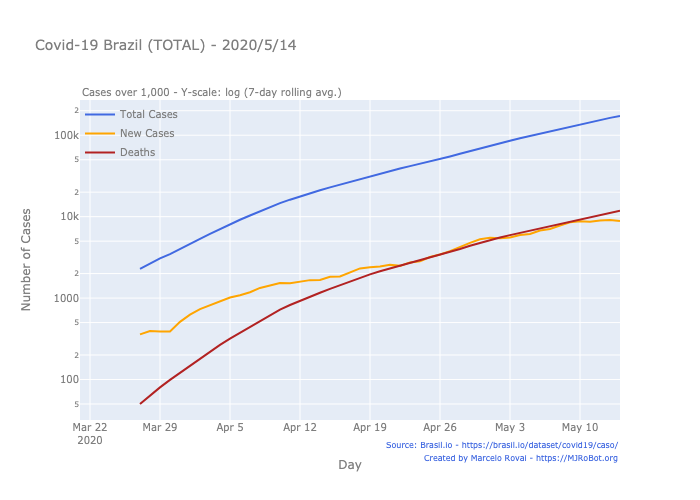 Covid-19 Brazil (TOTAL) - 2020/5/14
Cases over 1,000 - Y-scale: log (7-day rolling avg.)
Total Cases
New Cases
Deaths
2
100k
5
2
10k
5
2
1000
5
2
100
5
Number of Cases
Mar 22 Mar 29 Apr 5 Apr 12 Apr 19 Apr 26 May 3 May 10
2020
Source: Brasil.io - https://brasil.io/dataset/covid19/caso/
Created by Marcelo Rovai - https://MJRoBot.org
Day